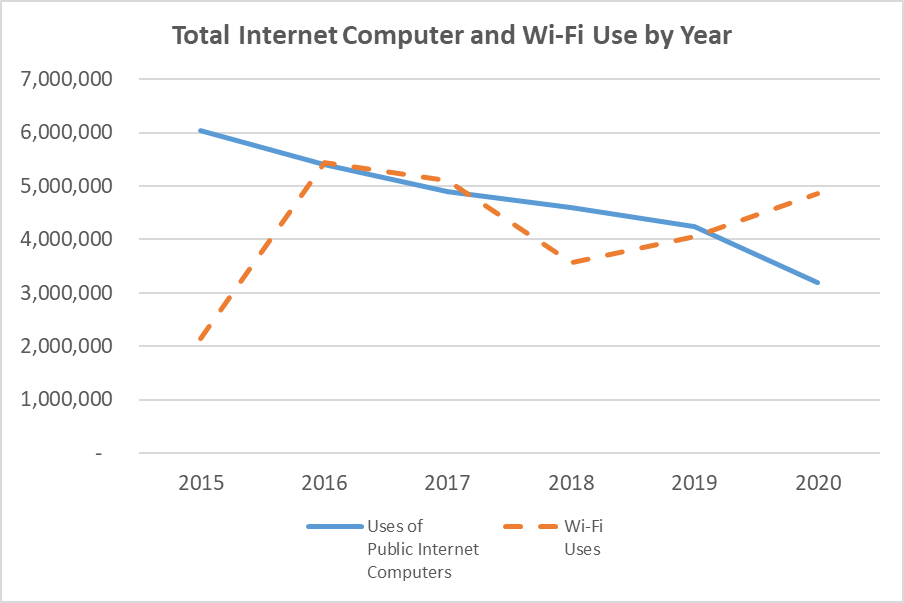 Total Internet Computer and Wi-Fi Use by Year
7,000,000
6,000,000
5,000,000
4,000,000
3,000,000
2,000,000
1,000,000
-
2015 2016 2017 2018 2019 2020
Uses of
Public Internet
Computers
Wi-Fi
Uses